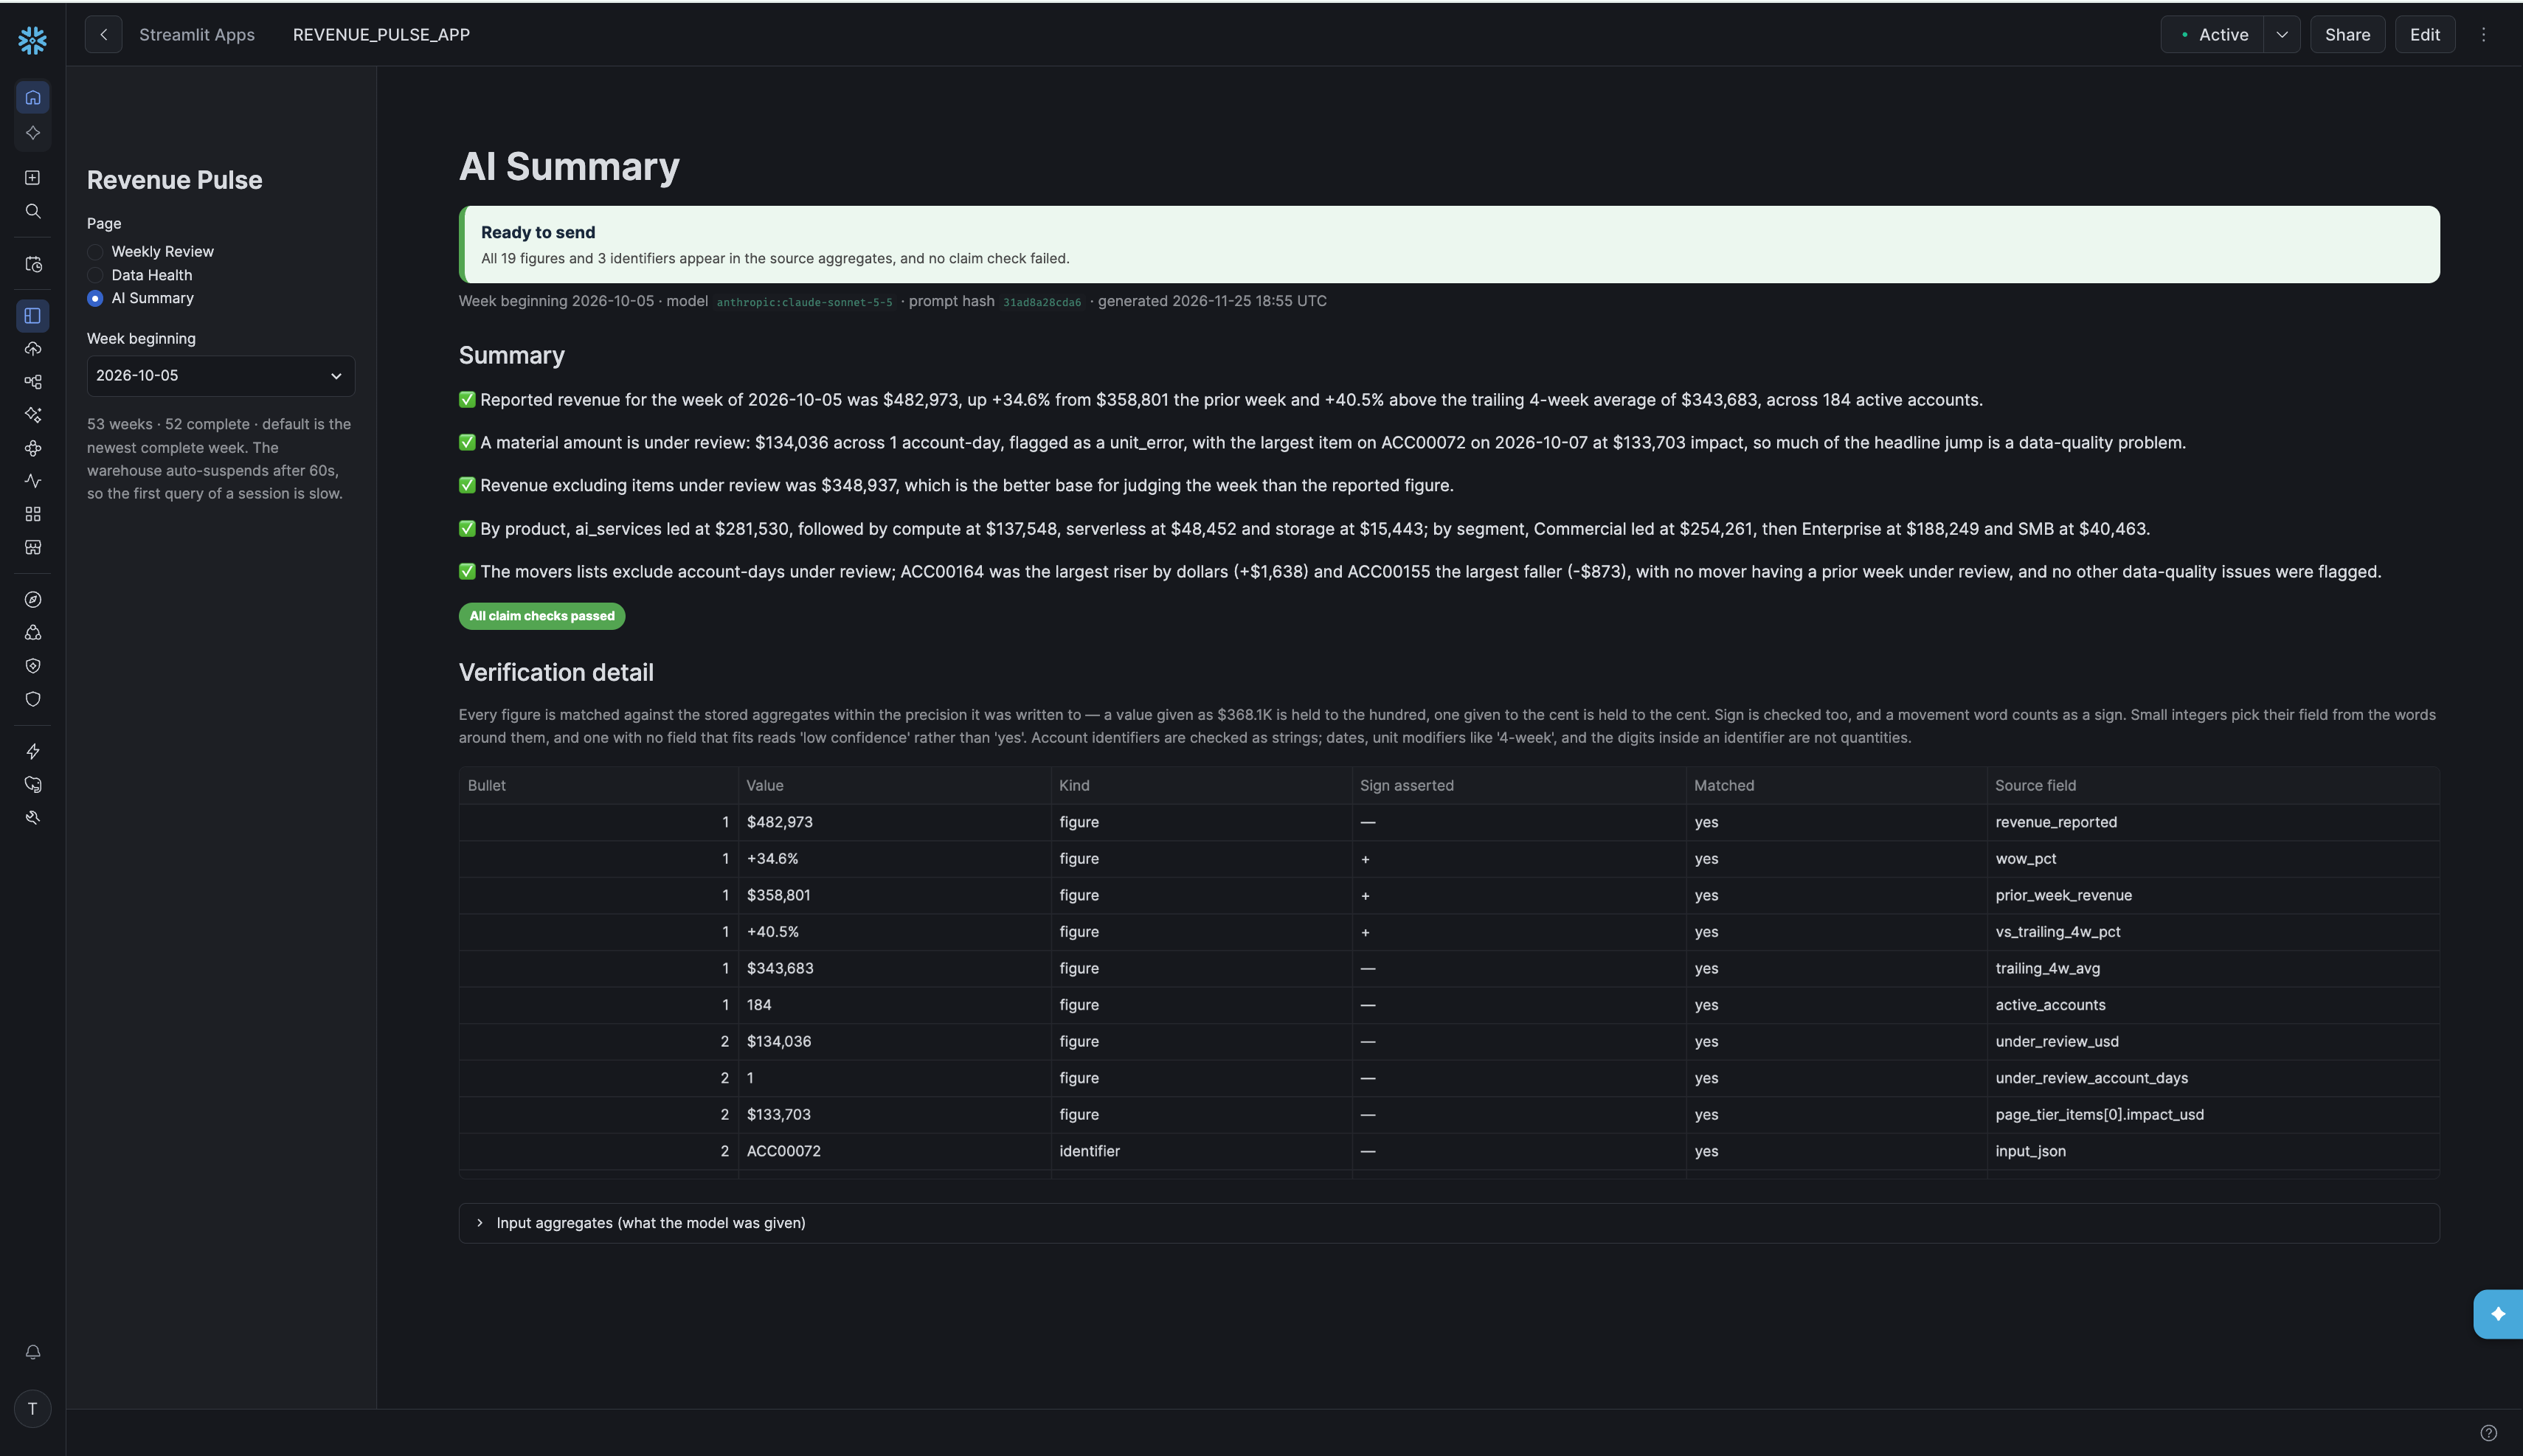 Streamlit Apps REVENUE_PULSE_APP
Active Share Edit
Revenue Pulse
Page
Weekly Review
Data Health
AI Summary
Week beginning
2026-10-05
53 weeks · 52 complete · default is the
newest complete week. The
warehouse auto-suspends after 60s,
so the first query of a session is slow.
T
AI Summary
Ready to send
All 19 figures and 3 identifiers appear in the source aggregates, and no claim check failed.
Week beginning 2026-10-05 · model anthropic:claude-sonnet-5-5 · prompt hash 31ad8a28cda6 · generated 2026-11-25 18:55 UTC
Summary
✅ Reported revenue for the week of 2026-10-05 was $482,973, up +34.6% from $358,801 the prior week and +40.5% above the trailing 4-week average of $343,683, across 184 active accounts.
✅ A material amount is under review: $134,036 across 1 account-day, flagged as a unit_error, with the largest item on ACC00072 on 2026-10-07 at $133,703 impact, so much of the headline jump is a data-quality problem.
✅ Revenue excluding items under review was $348,937, which is the better base for judging the week than the reported figure.
✅ By product, ai_services led at $281,530, followed by compute at $137,548, serverless at $48,452 and storage at $15,443; by segment, Commercial led at $254,261, then Enterprise at $188,249 and SMB at $40,463.
✅ The movers lists exclude account-days under review; ACC00164 was the largest riser by dollars (+$1,638) and ACC00155 the largest faller (-$873), with no mover having a prior week under review, and no other data-quality issues were flagged.
All claim checks passed
Verification detail
Every figure is matched against the stored aggregates within the precision it was written to — a value given as $368.1K is held to the hundred, one given to the cent is held to the cent. Sign is checked too, and a movement word counts as a sign. Small integers pick their field from the words
around them, and one with no field that fits reads 'low confidence' rather than 'yes'. Account identifiers are checked as strings; dates, unit modifiers like '4-week', and the digits inside an identifier are not quantities.
Bullet Value Kind Sign asserted Matched Source field
1 $482,973 figure — yes revenue_reported
1 +34.6% figure + yes wow_pct
1 $358,801 figure + yes prior_week_revenue
1 +40.5% figure + yes vs_trailing_4w_pct
1 $343,683 figure — yes trailing_4w_avg
1 184 figure — yes active_accounts
2 $134,036 figure — yes under_review_usd
2 1 figure — yes under_review_account_days
2 $133,703 figure — yes page_tier_items[0].impact_usd
2 ACC00072 identifier — yes input_json
Input aggregates (what the model was given)